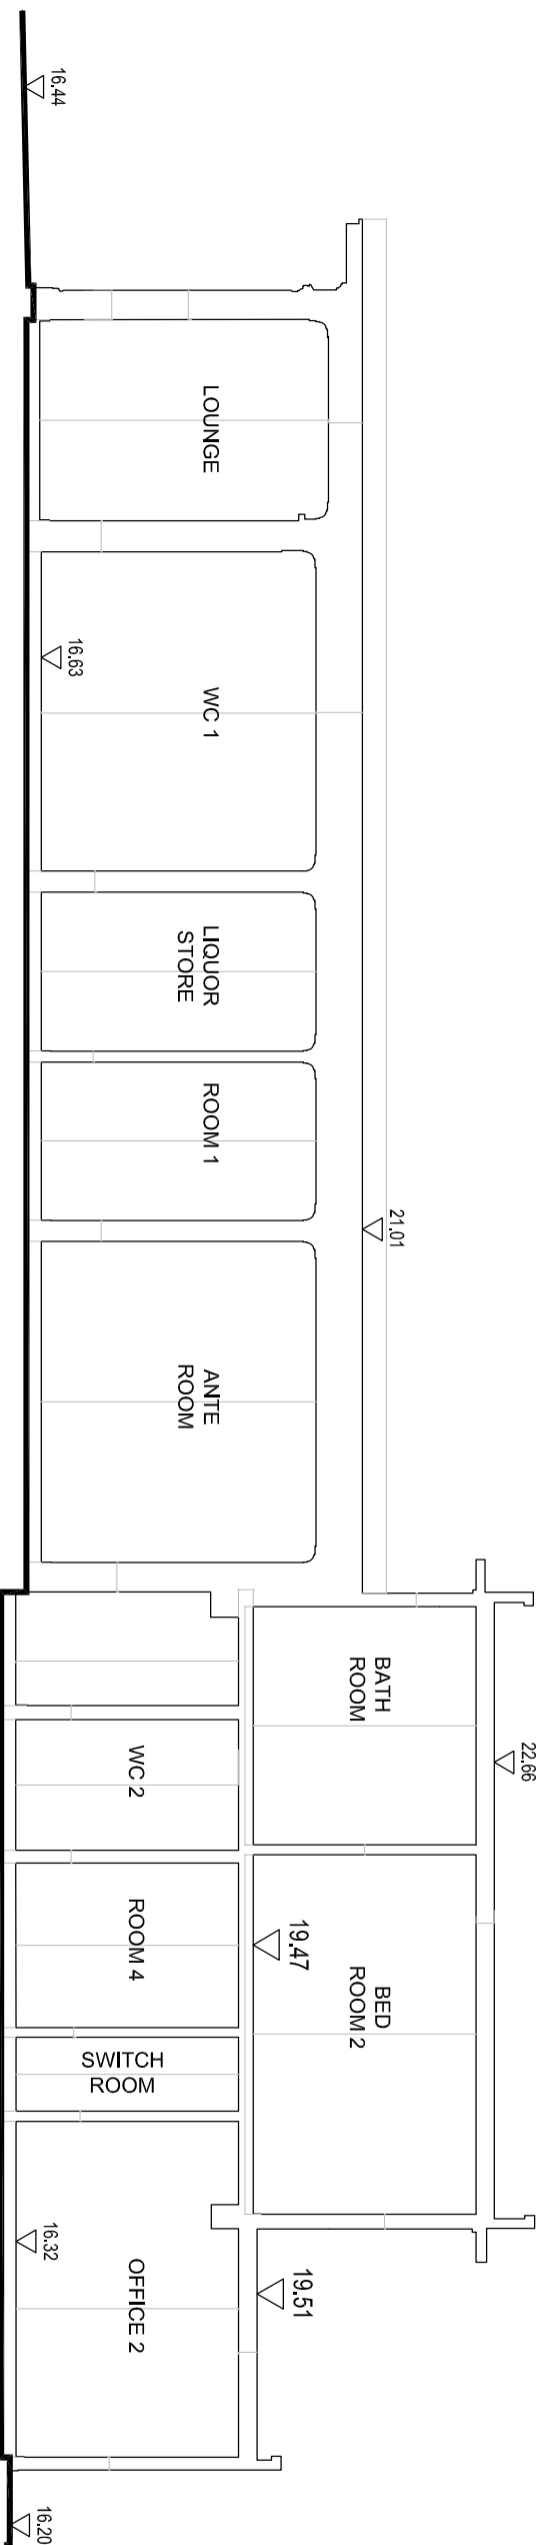 16.44
LOUNGE
16.63
WC 1
LIQUOR
STORE
ROOM 1
21.01
ANTE
ROOM
BATH
ROOM
22.66
WC 2
19.47
ROOM 4
BED
ROOM 2
SWITCH
ROOM
16.32
OFFICE 2
19.51
16.20